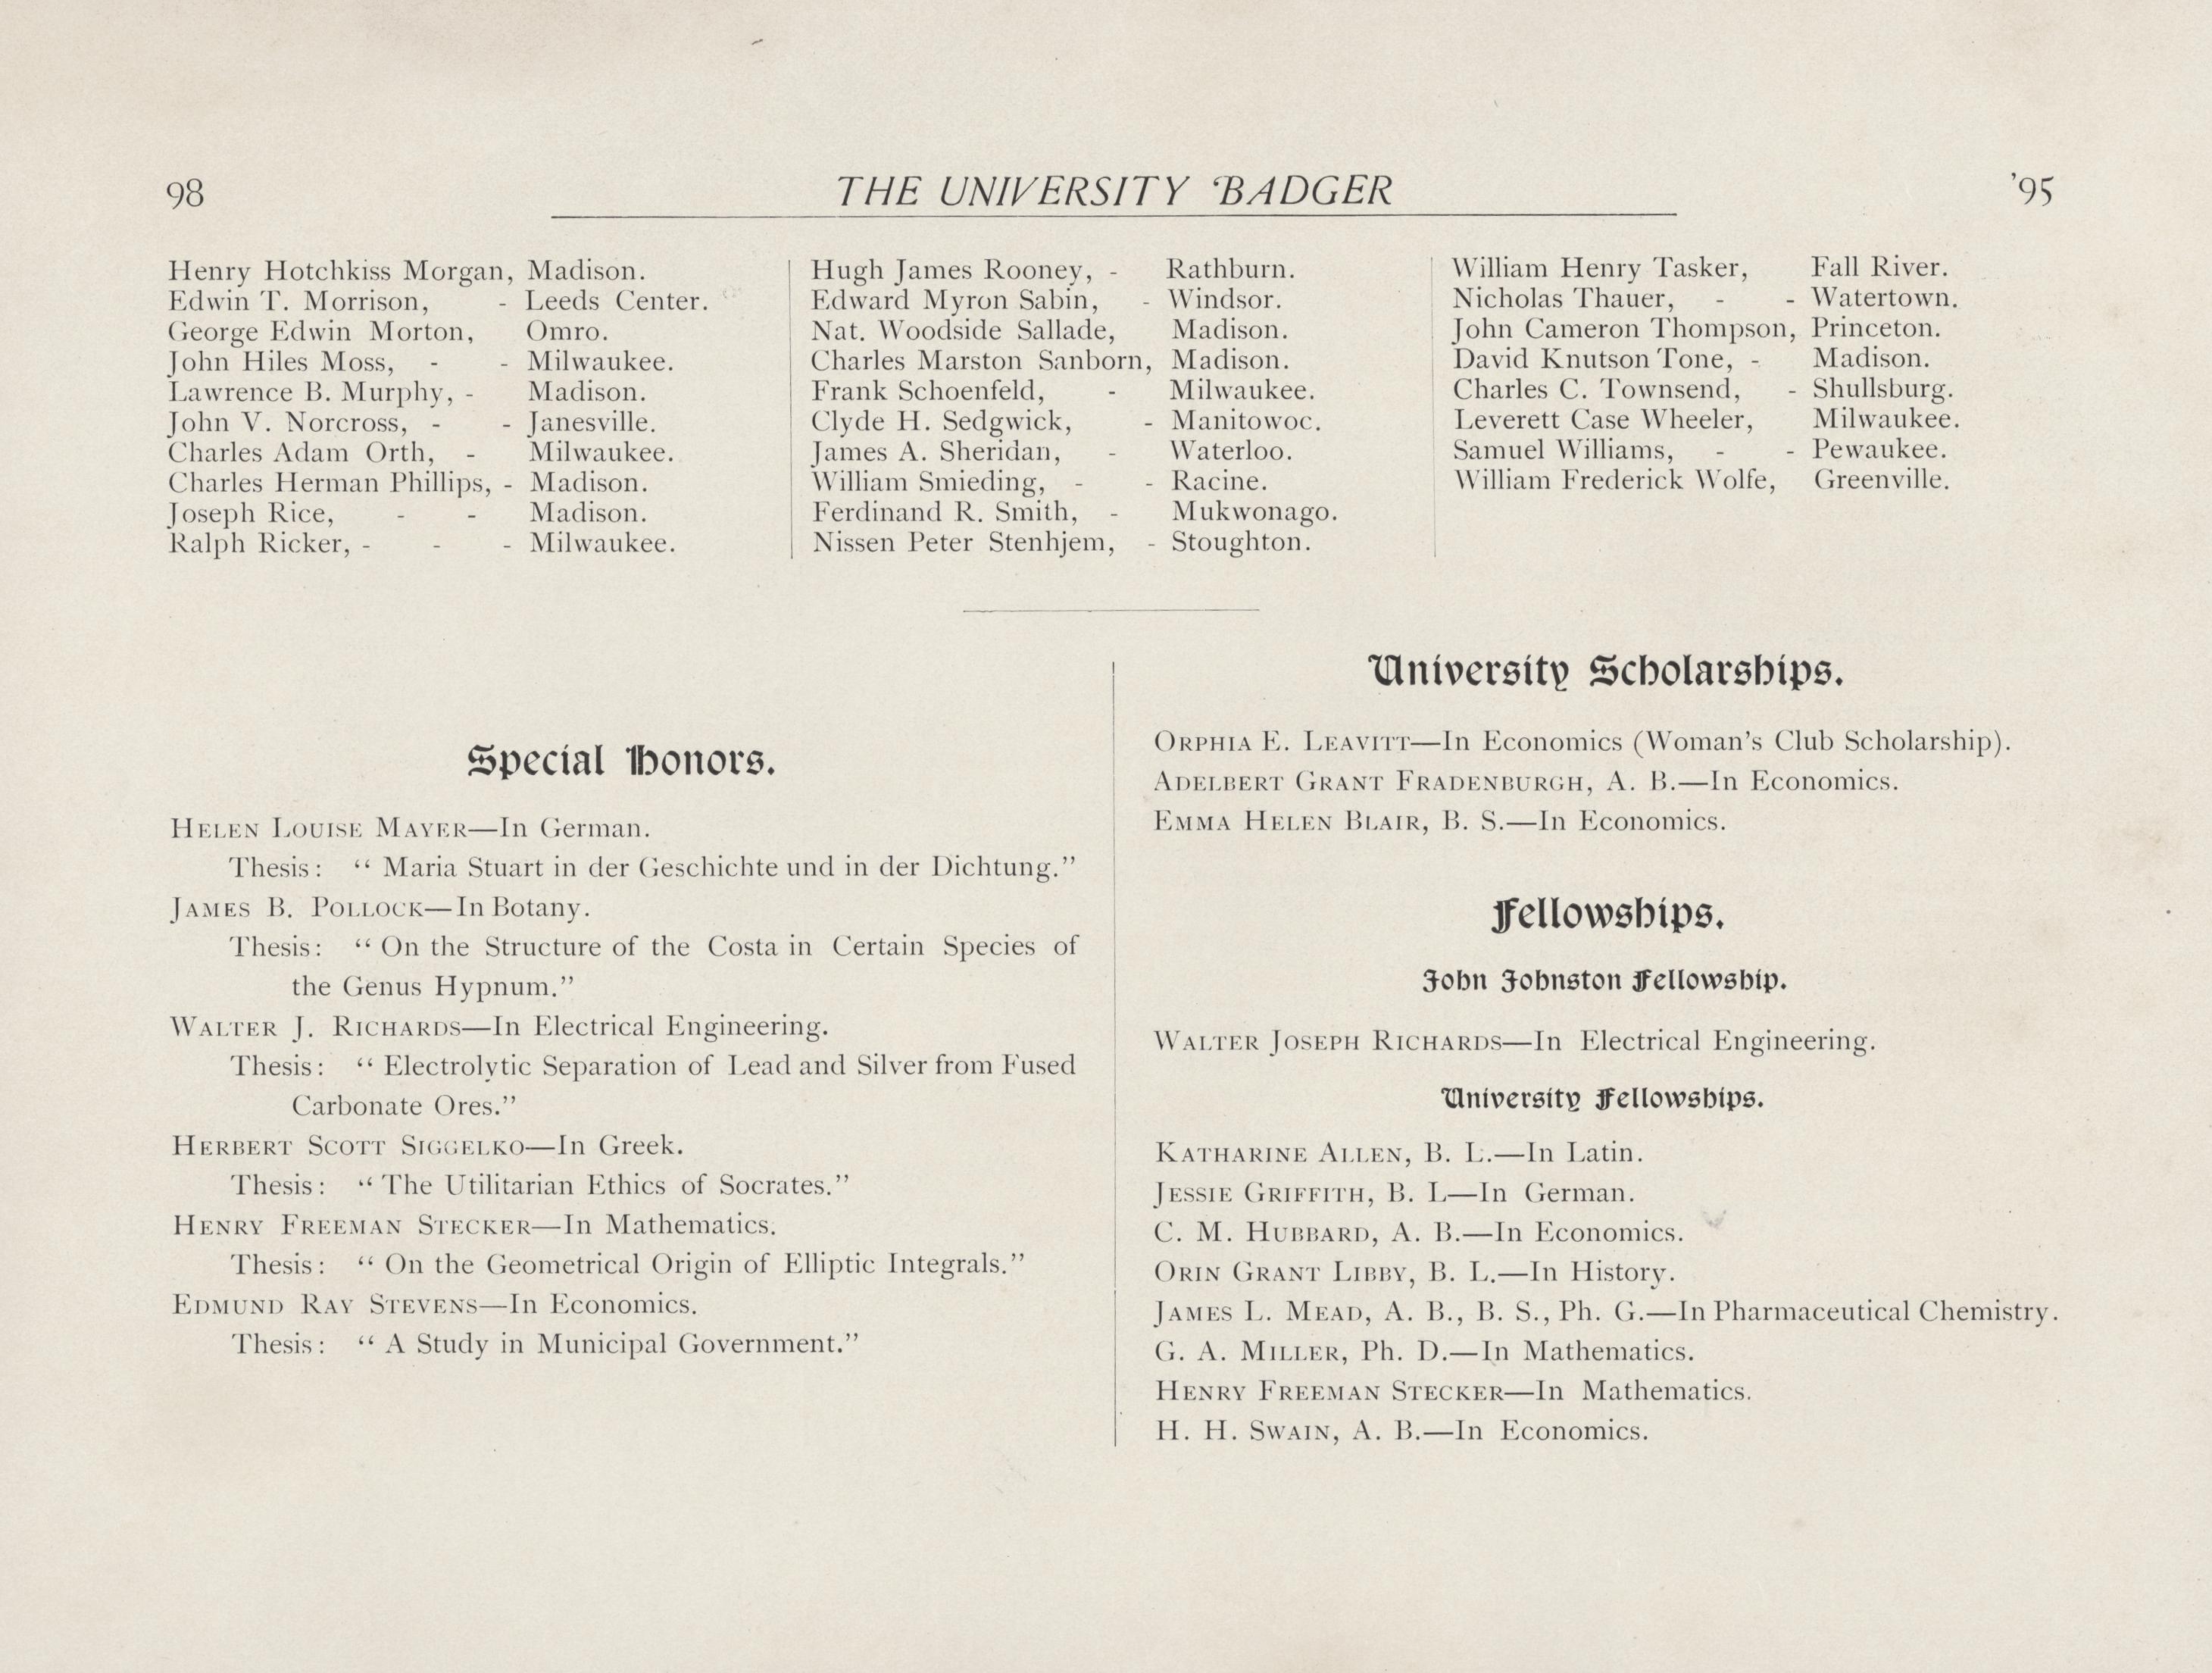 98
THE UNIVERSITY BADGER
'95
Henry Hotchkiss Morgan, Madison.
Edwin T. Morrison, - Leeds Center.
George Edwin Morton, Omro.
John Hiles Moss, - - Milwaukee.
Lawrence B. Murphy, - Madison.
John V. Norcross, - - Janesville.
Charles Adam Orth, - Milwaukee.
Charles Herman Phillips, - Madison.
Joseph Rice, - - Madison.
Ralph Ricker, - - - Milwaukee.
Hugh James Rooney, - Rathburn.
Edward Myron Sabin, - Windsor.
Nat. Woodside Sallade, Madison.
Charles Marston Sanborn, Madison.
Frank Schoenfeld, - Milwaukee.
Clyde H. Sedgwick, - Manitowoc.
James A. Sheridan, - Waterloo.
William Smieding, - - Racine.
Ferdinand R. Smith, - Mukwonago.
Nissen Peter Stenhjem, - Stoughton.
William Henry Tasker, Fall River.
Nicholas Thauer, - - Watertown.
John Cameron Thompson, Princeton.
David Knutson Tone, - Madison.
Charles C. Townsend, - Shullsburg.
Leverett Case Wheeler, Milwaukee.
Samuel Williams, - - Pewaukee.
William Frederick Wolfe, Greenville.
Special Honors.
HELEN LOUISE MAYER—In German.
Thesis: “ Maria Stuart in der Geschichte und in der Dichtung.”
JAMES B. POLLOCK—In Botany.
Thesis: “ On the Structure of the Costa in Certain Species of
the Genus Hypnum.”
WALTER J. RICHARDS—In Electrical Engineering.
Thesis: “ Electrolytic Separation of Lead and Silver from Fused
Carbonate Ores.”
HERBERT SCOTT SIGGELKO—In Greek.
Thesis: “ The Utilitarian Ethics of Socrates.”
HENRY FREEMAN STECKER—In Mathematics.
Thesis: “ On the Geometrical Origin of Elliptic Integrals.”
EDMUND RAY STEVENS—In Economics.
Thesis: “ A Study in Municipal Government.”
University Scholarships.
ORPHIA E. LEAVITT—In Economics (Woman's Club Scholarship).
ADELBERT GRANT FRADENBURGH, A. B.—In Economics.
EMMA HELEN BLAIR, B. S.—In Economics.
Fellowships.
John Johnston Fellowship.
WALTER JOSEPH RICHARDS—In Electrical Engineering.
University Fellowships.
KATHARINE ALLEN, B. L.—In Latin.
JESSIE GRIFFITH, B. L—In German.
C. M. HUBBARD, A. B.—In Economics.
ORIN GRANT LIBBY, B. L.—In History.
JAMES L. MEAD, A. B., B. S., Ph. G.—In Pharmaceutical Chemistry.
G. A. MILLER, Ph. D.—In Mathematics.
HENRY FREEMAN STECKER—In Mathematics.
H. H. SWAIN, A. B.—In Economics.